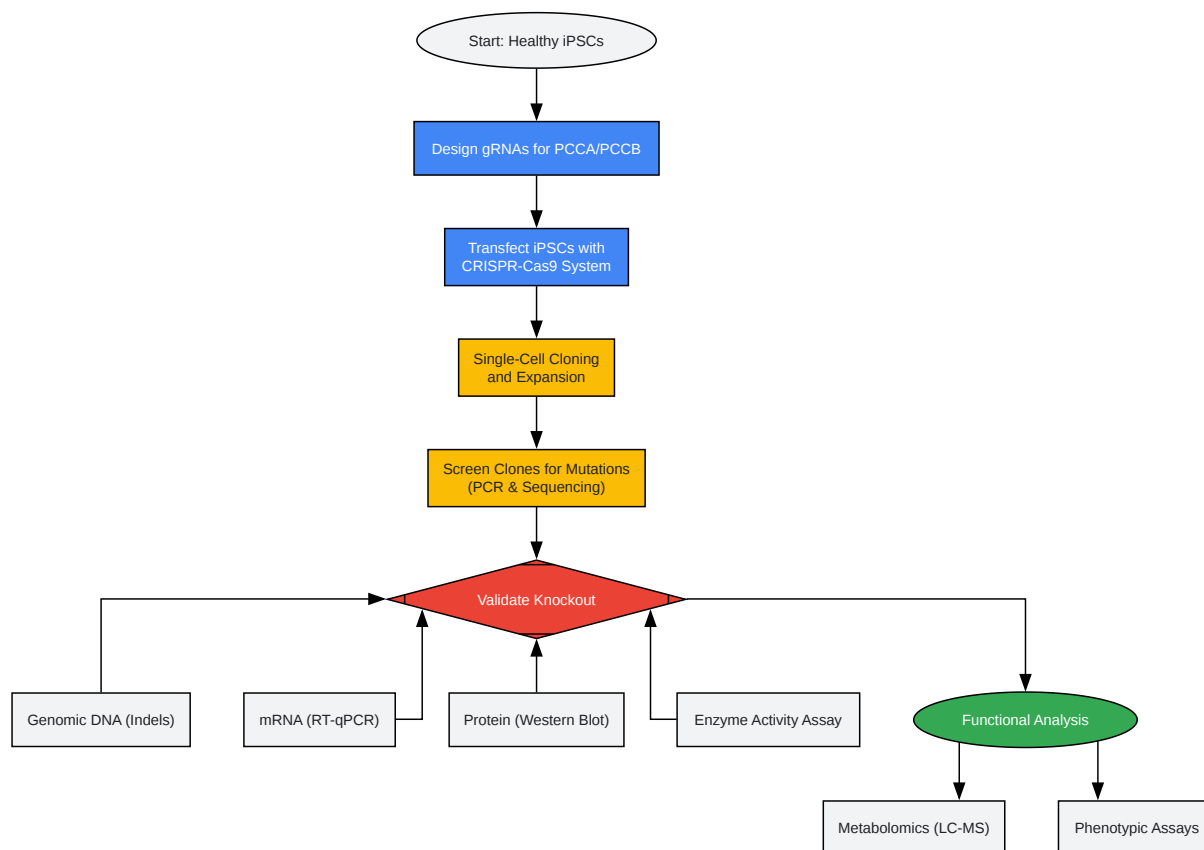 Start: Healthy iPSCs
Design gRNAs for PCCA/PCCB
Transfect iPSCs with
CRISPR-Cas9 System
Single-Cell Cloning
and Expansion
Screen Clones for Mutations
(PCR & Sequencing)
Validate Knockout
Genomic DNA (Indels)
mRNA (RT-qPCR)
Protein (Western Blot)
Enzyme Activity Assay
Functional Analysis
Metabolomics (LC-MS)
Phenotypic Assays